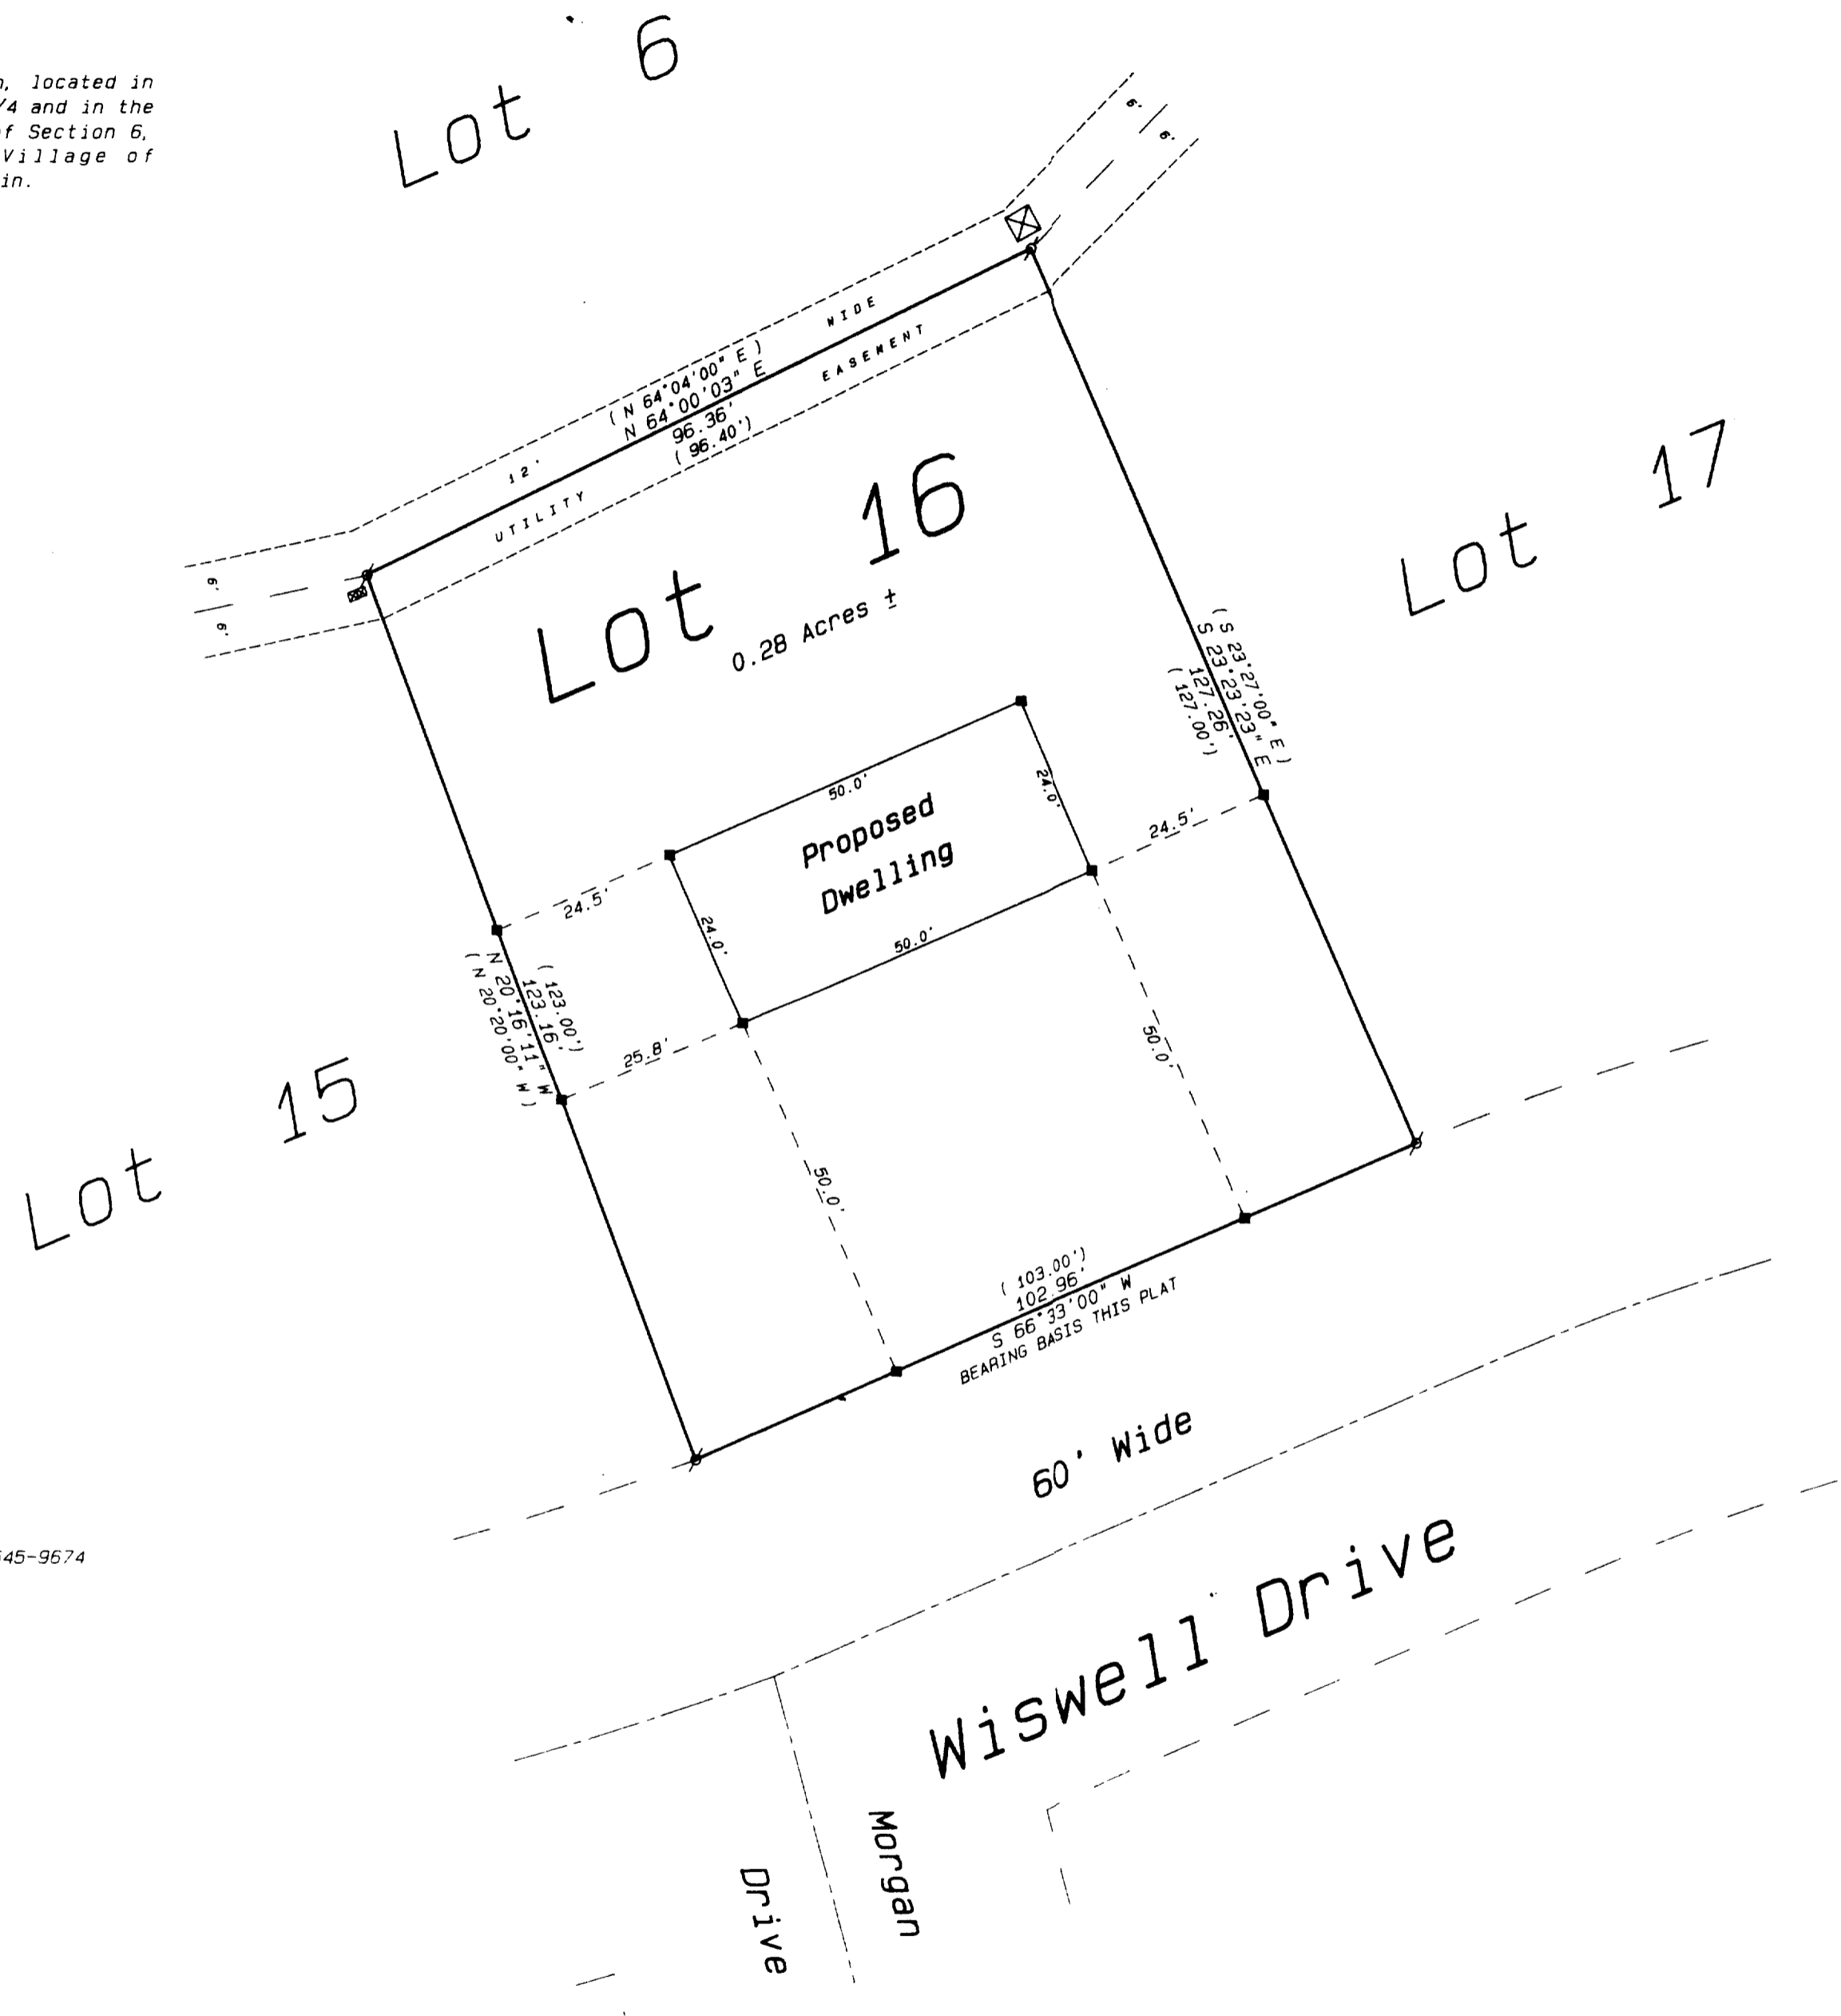 n, located in
/4 and in the
f Section 6,
Village of
in.
Lot 6
6'
6'
( N 64°04'00" E )
N 64°00'03" E
96.36'
( 96.40')
12' WIDE
UTILITY EASEMENT
6'
6'
Lot 16
0.28 Acres ±
Lot 17
( S 23°27'00" E )
S 23°23'23" E
127.26'
( 127.00')
50.0'
24.0'
Proposed
Dwelling
24.5'
24.5'
24.0'
50.0'
( 123.00')
123.16'
N 20°16'11" W
( N 20°20'00" W )
25.8'
50.0'
50.0'
Lot 15
( 103.00')
102.96'
S 66°33'00" W
BEARING BASIS THIS PLAT
60' Wide
Wiswell Drive
45-9674
Morgan
Drive